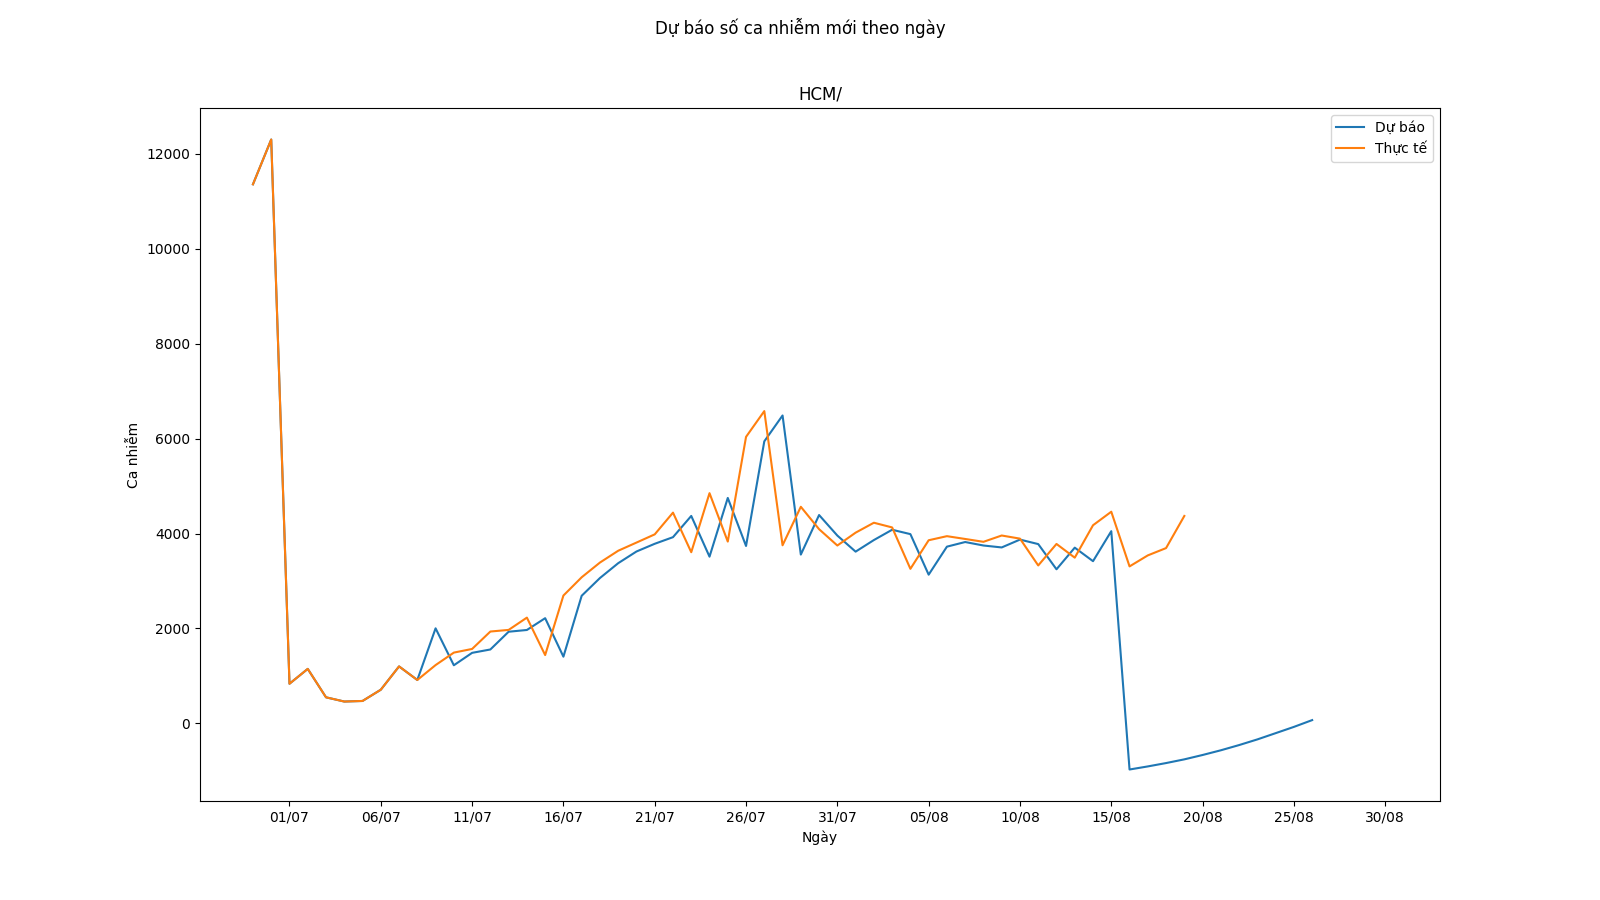 Dự báo số ca nhiễm mới theo ngày
HCM/
Dự báo
Thực tế
12000
10000
8000
6000
4000
2000
0
Ca nhiễm
01/07 06/07 11/07 16/07 21/07 26/07 31/07 05/08 10/08 15/08 20/08 25/08 30/08
Ngày